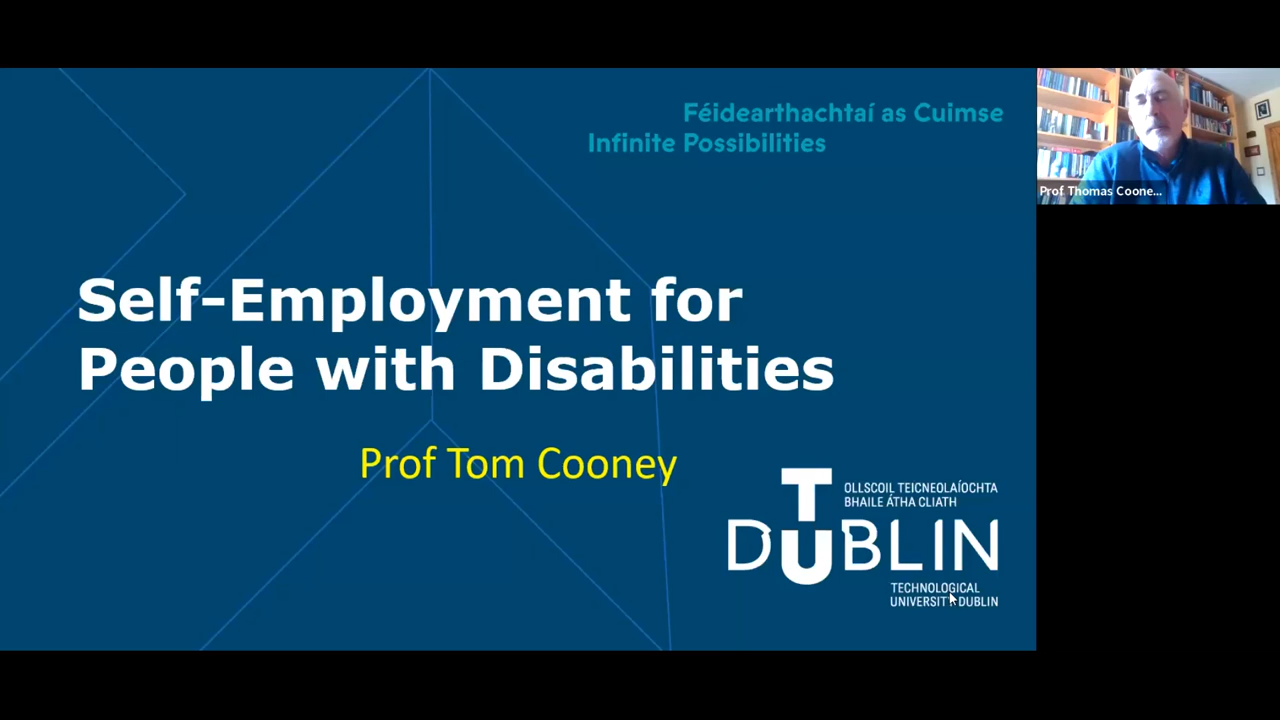 Féidearthachtaí as Cuimse
Infinite Possibilities
Prof Thomas Coone...
Self-Employment for
People with Disabilities
Prof Tom Cooney
OLLSCOIL TEICNEOLAÍOCHTA
BHAILE ÁTHA CLIATH
TU DUBLIN
TECHNOLOGICAL
UNIVERSITY DUBLIN